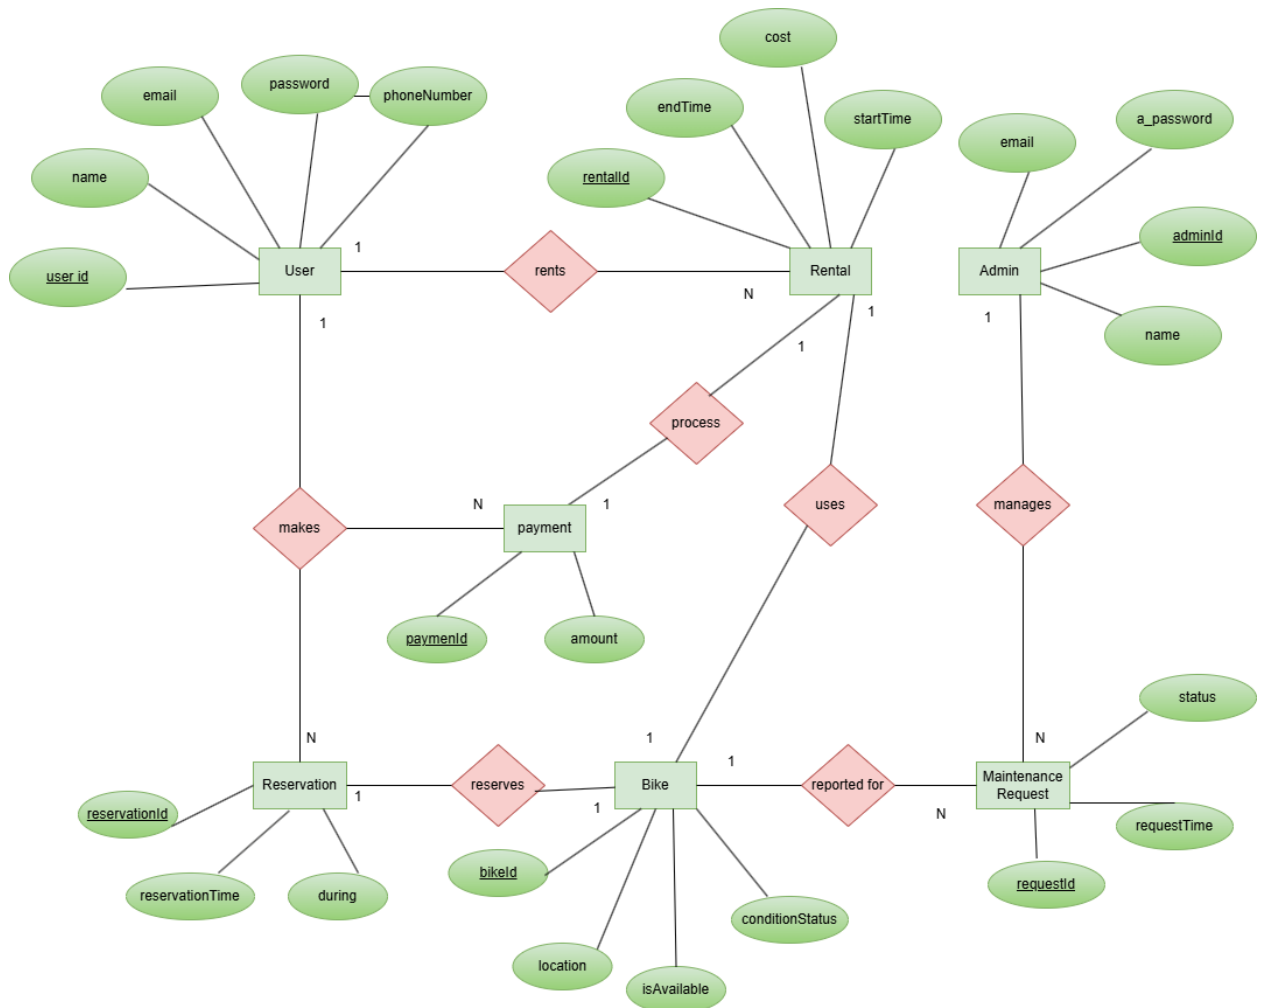 cost
email
password
phoneNumber
endTime
startTime
a_password
email
name
rentalId
adminId
user id
User
1
rents
N
Rental
1
Admin
1
name
1
1
process
N
1
makes
payment
uses
manages
paymenId
amount
status
N
1
1
N
Reservation
1
reserves
1
Bike
reported for
N
Maintenance
Request
reservationId
requestTime
bikeId
requestId
reservationTime
during
conditionStatus
location
isAvailable